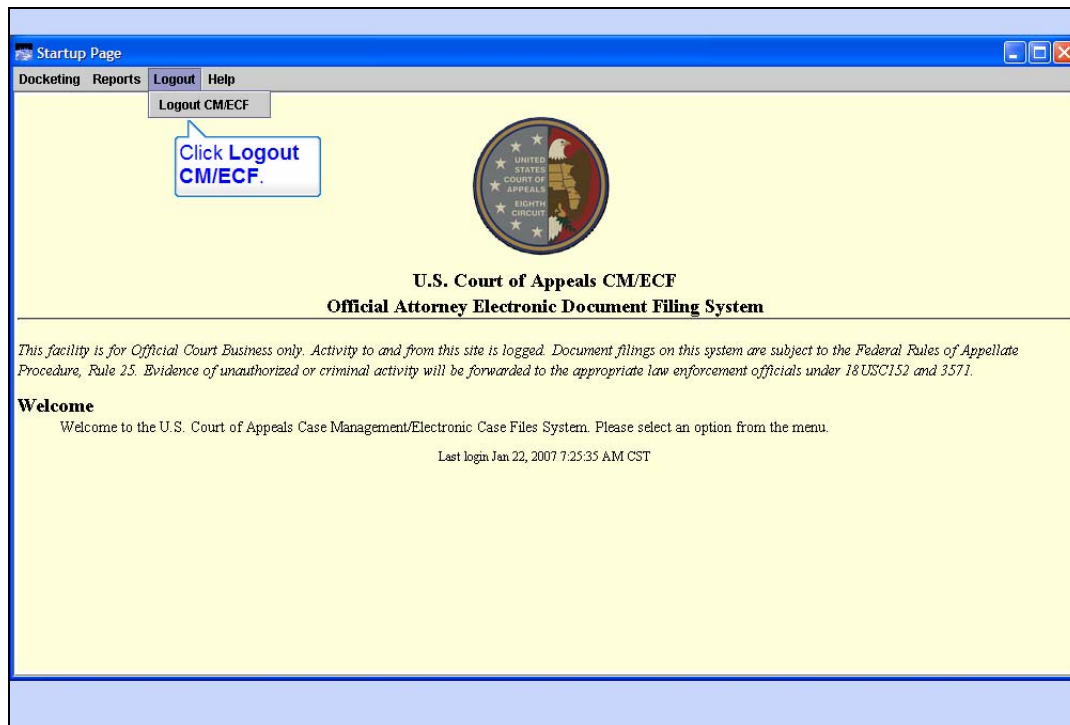 Startup Page
Docketing Reports Logout Help
Logout CM/ECF
Click Logout
CM/ECF.
UNITED
STATES
COURT OF
APPEALS
EIGHTH
CIRCUIT
U.S. Court of Appeals CM/ECF
Official Attorney Electronic Document Filing System
This facility is for Official Court Business only. Activity to and from this site is logged. Document filings on this system are subject to the Federal Rules of Appellate
Procedure, Rule 25. Evidence of unauthorized or criminal activity will be forwarded to the appropriate law enforcement officials under 18USC152 and 3571.
Welcome
Welcome to the U.S. Court of Appeals Case Management/Electronic Case Files System. Please select an option from the menu.
Last login Jan 22, 2007 7:25:35 AM CST